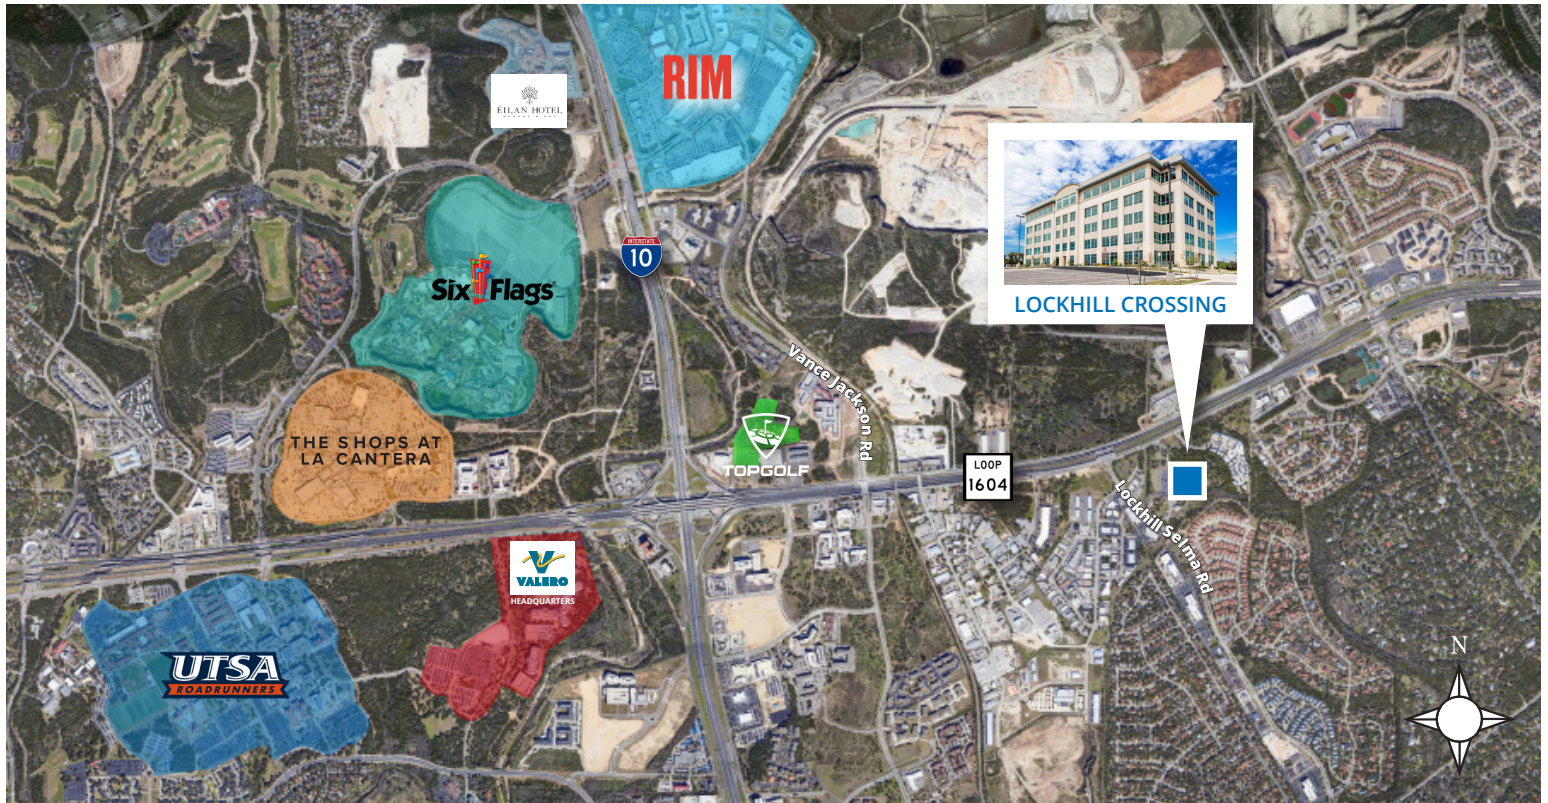 RIM
ÉILAN HOTEL
INTERSTATE
10
LOCKHILL CROSSING
Six Flags
Vance Jackson Rd
THE SHOPS AT
LA CANTERA
TOPGOLF
LOOP
1604
Lockhill Selma Rd
VALERO
HEADQUARTERS
UTSA
ROADRUNNERS
N